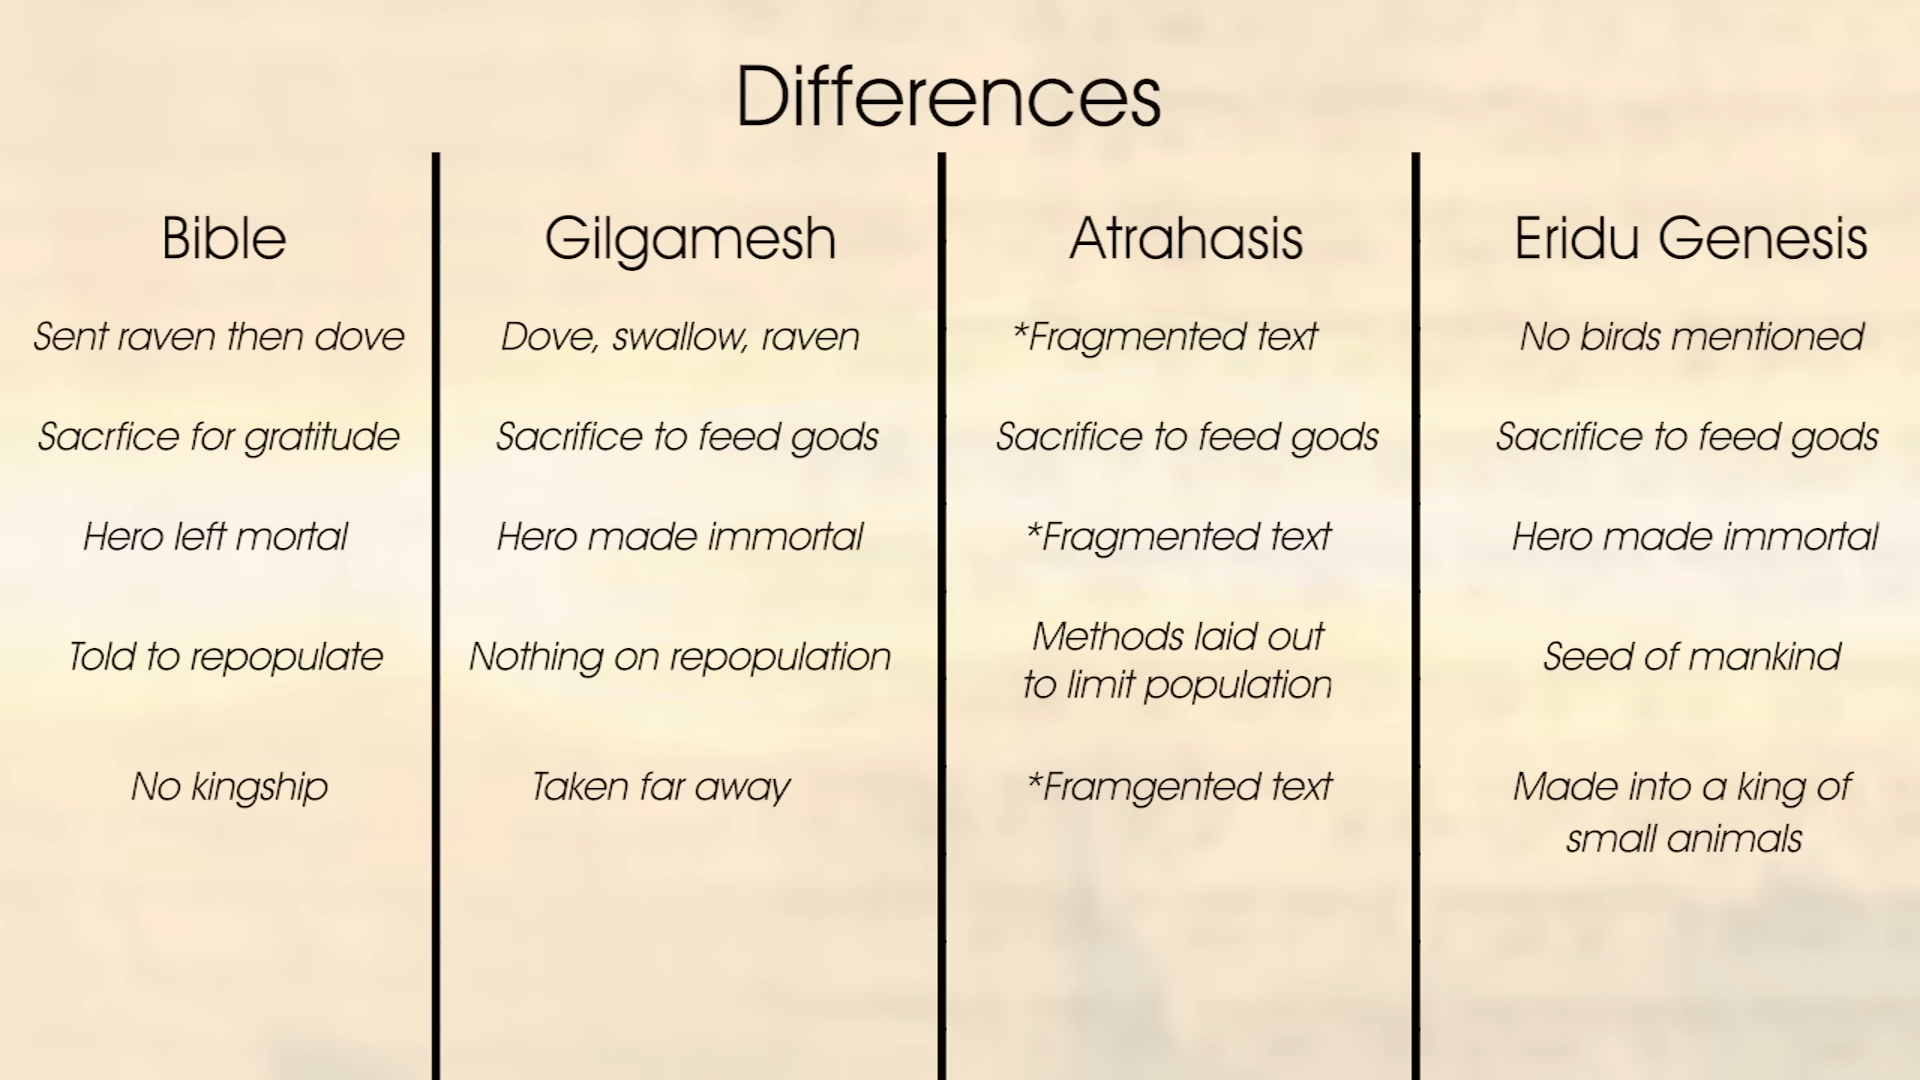 Differences
Bible
Sent raven then dove
Sacrfice for gratitude
Hero left mortal
Told to repopulate
No kingship
Gilgamesh
Dove, swallow, raven
Sacrifice to feed gods
Hero made immortal
Nothing on repopulation
Taken far away
Atrahasis
*Fragmented text
Sacrifice to feed gods
*Fragmented text
Methods laid out
to limit population
*Framgented text
Eridu Genesis
No birds mentioned
Sacrifice to feed gods
Hero made immortal
Seed of mankind
Made into a king of
small animals